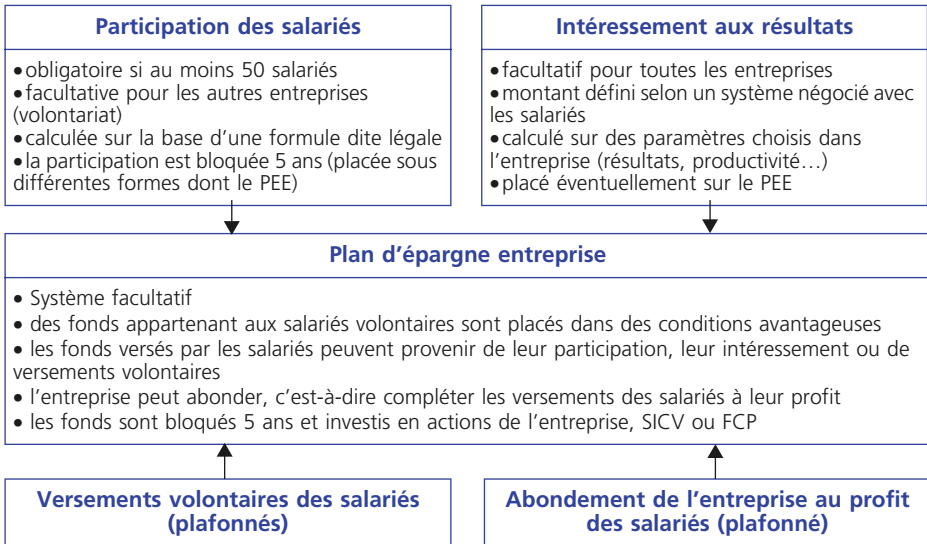 Participation des salariés
•obligatoire si au moins 50 salariés
•facultative pour les autres entreprises
(volontariat)
•calculée sur la base d'une formule dite légale
•la participation est bloquée 5 ans (placée sous
différentes formes dont le PEE)
Intéressement aux résultats
•facultatif pour toutes les entreprises
•montant défini selon un système négocié avec
les salariés
•calculé sur des paramètres choisis dans
l'entreprise (résultats, productivité…)
•placé éventuellement sur le PEE
Plan d'épargne entreprise
• Système facultatif
• des fonds appartenant aux salariés volontaires sont placés dans des conditions avantageuses
• les fonds versés par les salariés peuvent provenir de leur participation, leur intéressement ou de
versements volontaires
• l'entreprise peut abonder, c'est-à-dire compléter les versements des salariés à leur profit
• les fonds sont bloqués 5 ans et investis en actions de l'entreprise, SICV ou FCP
Versements volontaires des salariés
(plafonnés)
Abondement de l'entreprise au profit
des salariés (plafonné)